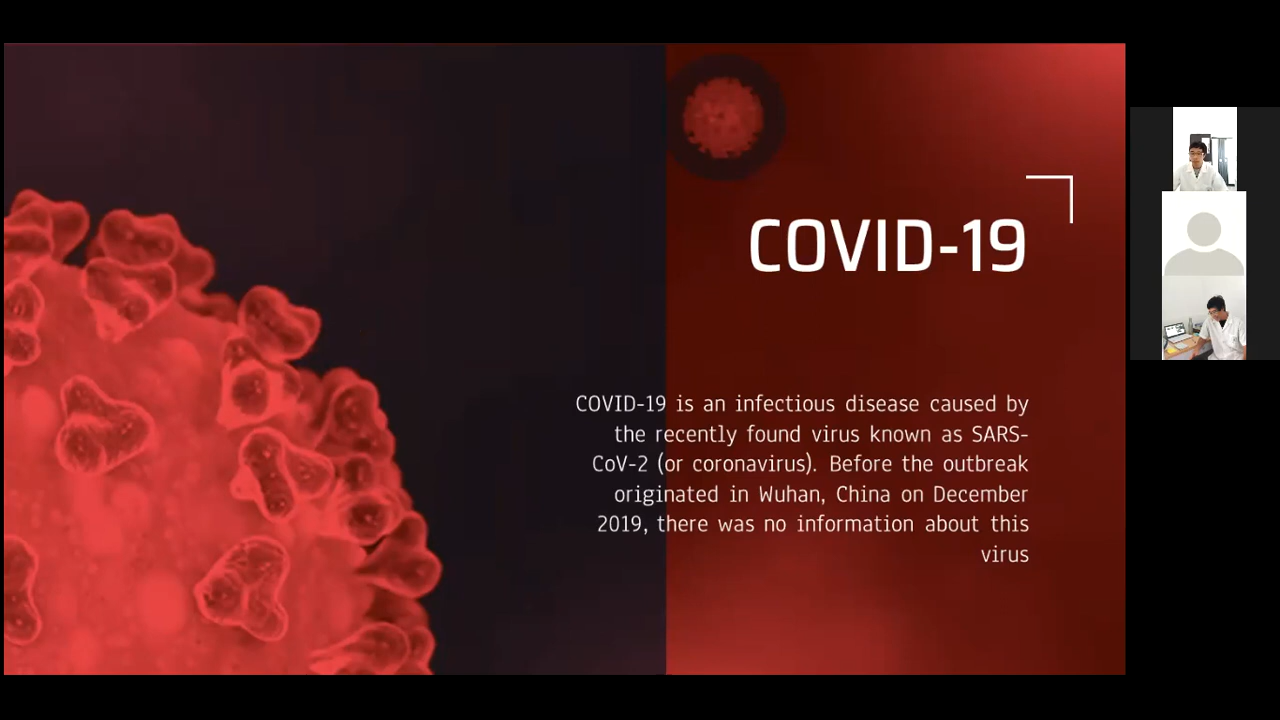 COVID-19
COVID-19 is an infectious disease caused by
the recently found virus known as SARS-
CoV-2 (or coronavirus). Before the outbreak
originated in Wuhan, China on December
2019, there was no information about this
virus